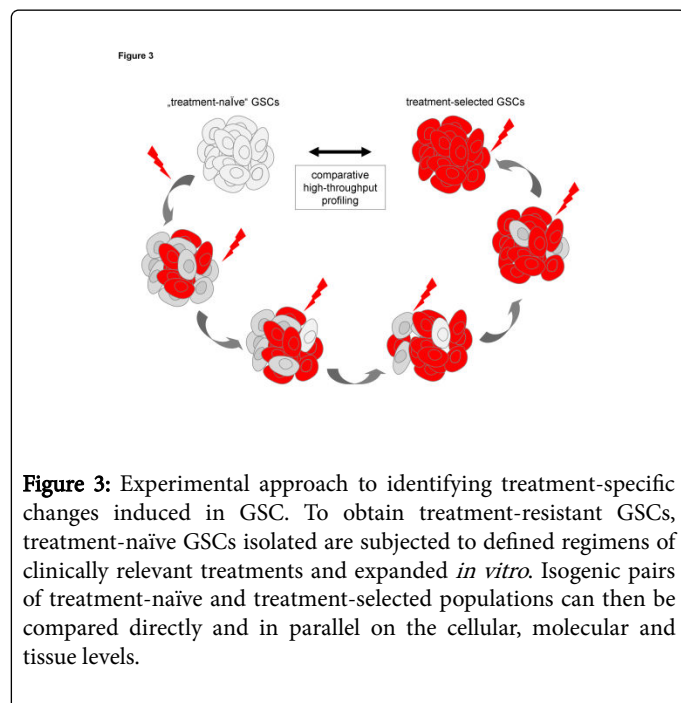 Figure 3
„treatment-naÏve“ GSCs
treatment-selected GSCs
comparative
high-throughput
profiling
Figure 3: Experimental approach to identifying treatment-specific
changes induced in GSC. To obtain treatment-resistant GSCs,
treatment-naïve GSCs isolated are subjected to defined regimens of
clinically relevant treatments and expanded in vitro. Isogenic pairs
of treatment-naïve and treatment-selected populations can then be
compared directly and in parallel on the cellular, molecular and
tissue levels.